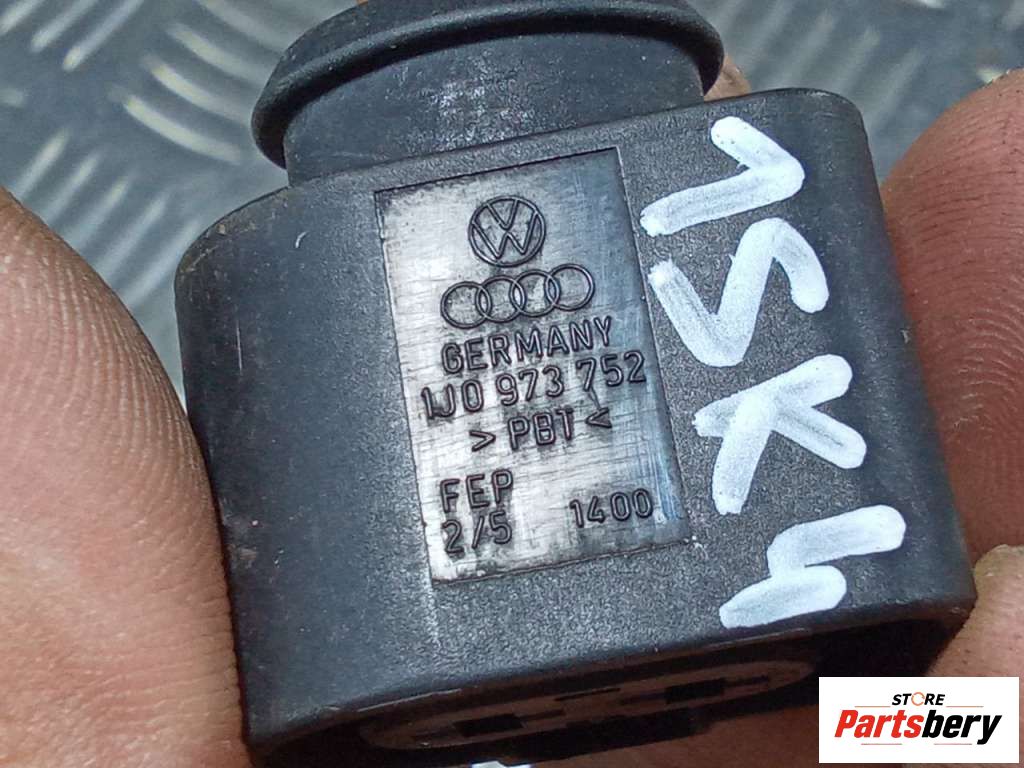 GERMANY
1J0 973 752
> PBT <
FEP
2/5 1400
1SK4
STORE
Partsbery